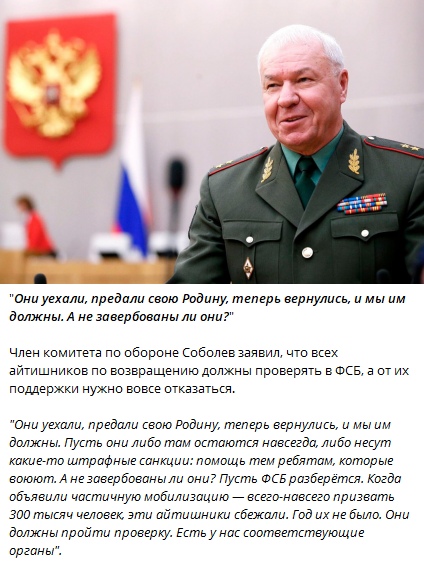 "Они уехали, предали свою Родину, теперь вернулись, и мы им
должны. А не завербованы ли они?"
Член комитета по обороне Соболев заявил, что всех
айтишников по возвращению должны проверять в ФСБ, а от их
поддержки нужно вовсе отказаться.
"Они уехали, предали свою Родину, теперь вернулись, и мы им
должны. Пусть они либо там остаются навсегда, либо несут
какие-то штрафные санкции: помощь тем ребятам, которые
воюют. А не завербованы ли они? Пусть ФСБ разберётся. Когда
объявили частичную мобилизацию — всего-навсего призвать
300 тысяч человек, эти айтишники сбежали. Год их не было. Они
должны пройти проверку. Есть у нас соответствующие
органы".